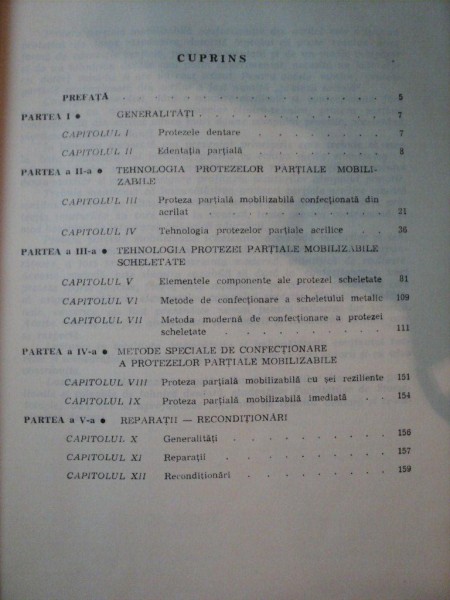 CUPRINS
PREFAȚĂ . . . . . . . . . . . . 5
PARTEA I ● GENERALITĂȚI . . . . . . . . . 7
CAPITOLUL I Protezele dentare . . . . . . 7
CAPITOLUL II Edentația parțială . . . . . . 8
PARTEA a II-a ● TEHNOLOGIA PROTEZELOR PARȚIALE MOBILI-
ZABILE
CAPITOLUL III Proteza parțială mobilizabilă confecționată din
acrilat . . . . . . . . 21
CAPITOLUL IV Tehnologia protezelor parțiale acrilice . . 36
PARTEA a III-a ● TEHNOLOGIA PROTEZEI PARȚIALE MOBILIZABILE
SCHELETATE
CAPITOLUL V Elementele componente ale protezei scheletate 81
CAPITOLUL VI Metode de confecționare a scheletului metalic 109
CAPITOLUL VII Metoda modernă de confecționare a protezei
scheletate . . . . . . . . 111
PARTEA a IV-a ● METODE SPECIALE DE CONFECȚIONARE
A PROTEZELOR PARȚIALE MOBILIZABILE
CAPITOLUL VIII Proteza parțială mobilizabilă cu șei reziliente 151
CAPITOLUL IX Proteza parțială mobilizabilă imediată . . 154
PARTEA a V-a ● REPARAȚII — RECONDIȚIONĂRI
CAPITOLUL X Generalități . . . . . . . . 156
CAPITOLUL XI Reparații . . . . . . . . 157
CAPITOLUL XII Recondiționări . . . . . . . 159